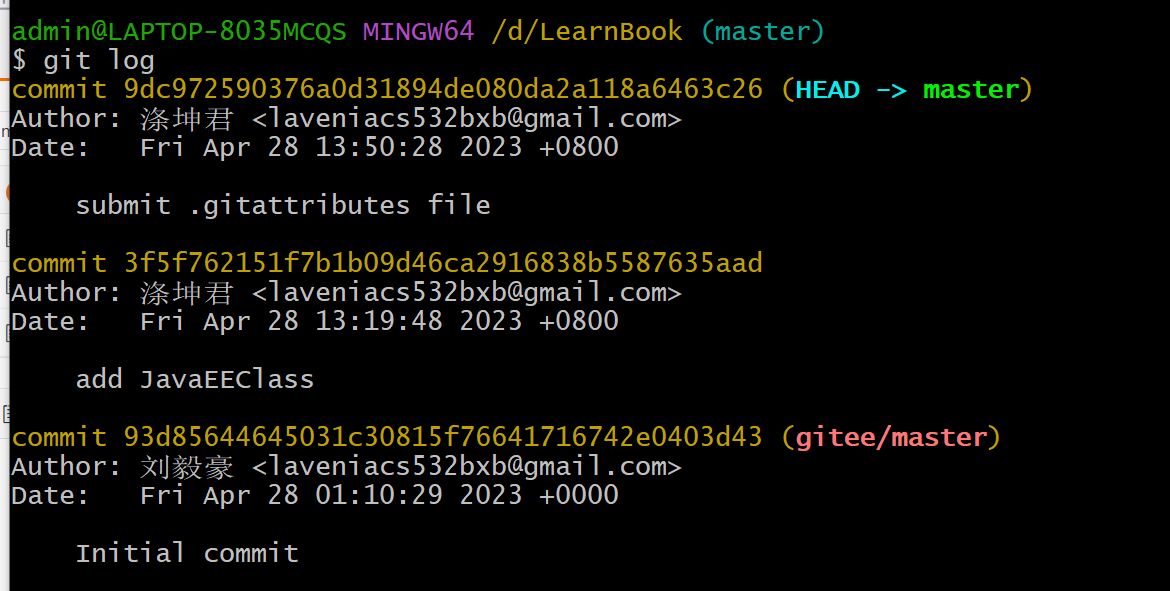 admin@LAPTOP-8035MCQS MINGW64 /d/LearnBook (master)
$ git log
commit 9dc972590376a0d31894de080da2a118a6463c26 (HEAD -> master)
Author: 涤坤君 <laveniacs532bxb@gmail.com>
Date:   Fri Apr 28 13:50:28 2023 +0800
submit .gitattributes file
commit 3f5f762151f7b1b09d46ca2916838b5587635aad
Author: 涤坤君 <laveniacs532bxb@gmail.com>
Date:   Fri Apr 28 13:19:48 2023 +0800
add JavaEEClass
commit 93d85644645031c30815f76641716742e0403d43 (gitee/master)
Author: 刘毅豪 <laveniacs532bxb@gmail.com>
Date:   Fri Apr 28 01:10:29 2023 +0000
Initial commit